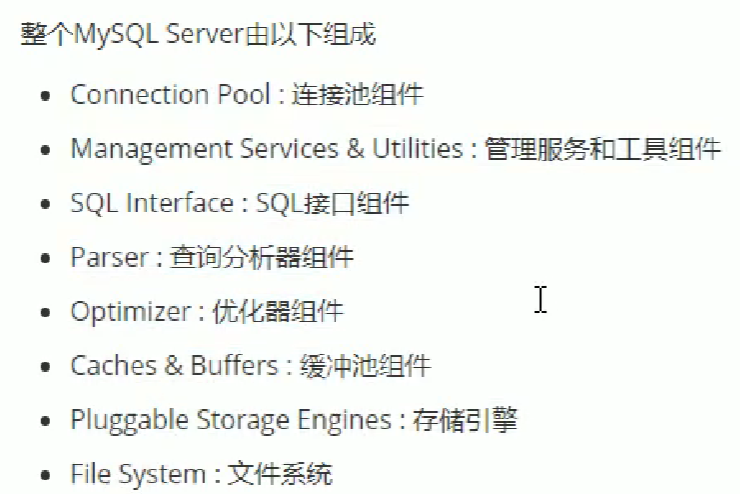 整个MySQL Server由以下组成
• Connection Pool : 连接池组件
• Management Services & Utilities : 管理服务和工具组件
• SQL Interface : SQL接口组件
• Parser : 查询分析器组件
• Optimizer : 优化器组件
• Caches & Buffers : 缓冲池组件
• Pluggable Storage Engines : 存储引擎
• File System : 文件系统